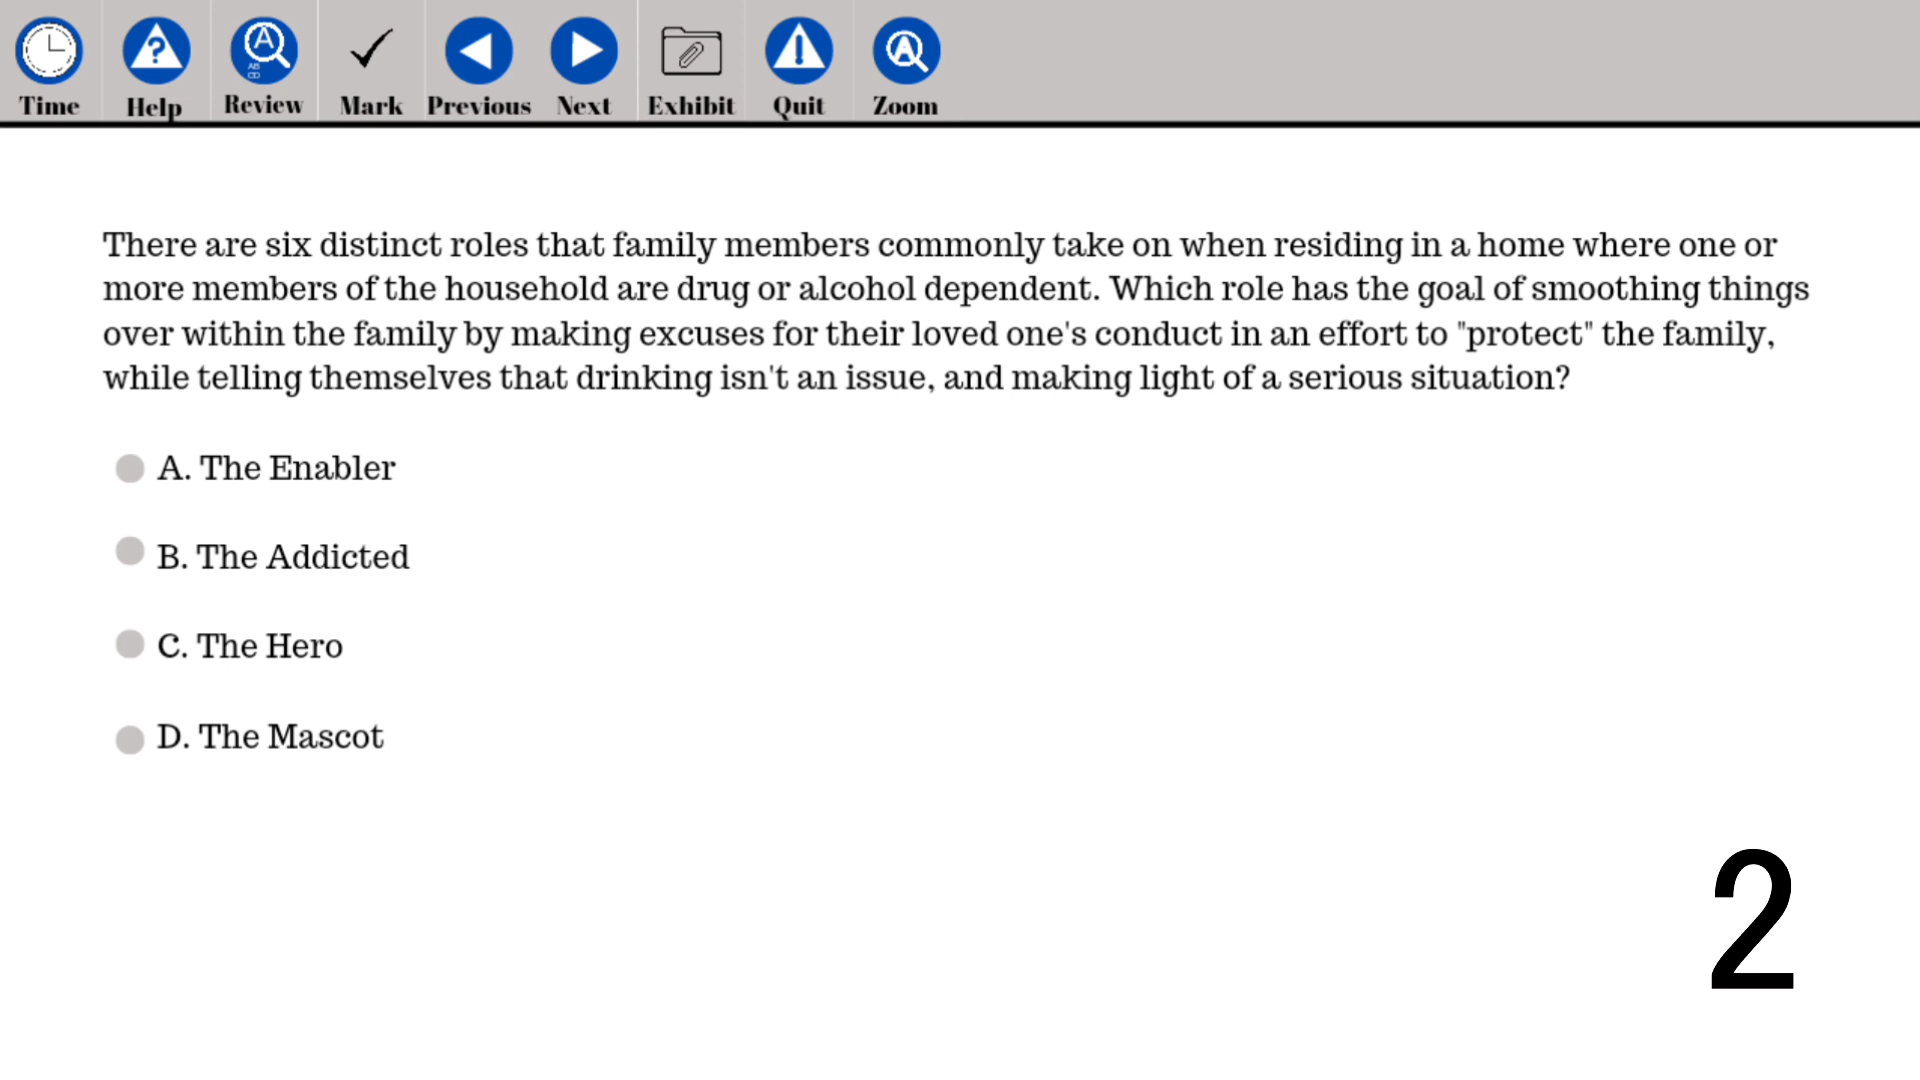 Time Help Review Mark Previous Next Exhibit Quit Zoom
There are six distinct roles that family members commonly take on when residing in a home where one or
more members of the household are drug or alcohol dependent. Which role has the goal of smoothing things
over within the family by making excuses for their loved one's conduct in an effort to "protect" the family,
while telling themselves that drinking isn't an issue, and making light of a serious situation?
A. The Enabler
B. The Addicted
C. The Hero
D. The Mascot
2